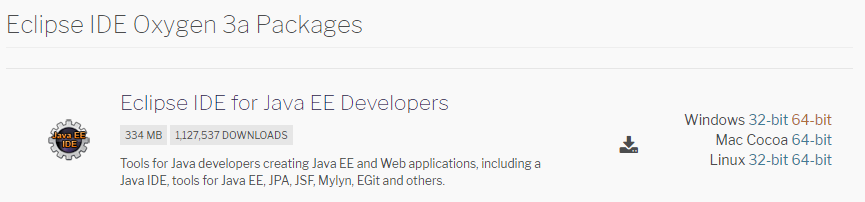 Eclipse IDE Oxygen 3a Packages
Eclipse IDE for Java EE Developers
334 MB 1,127,537 DOWNLOADS
Tools for Java developers creating Java EE and Web applications, including a
Java IDE, tools for Java EE, JPA, JSF, Mylyn, EGit and others.
Java EE
IDE
Windows 32-bit 64-bit
Mac Cocoa 64-bit
Linux 32-bit 64-bit